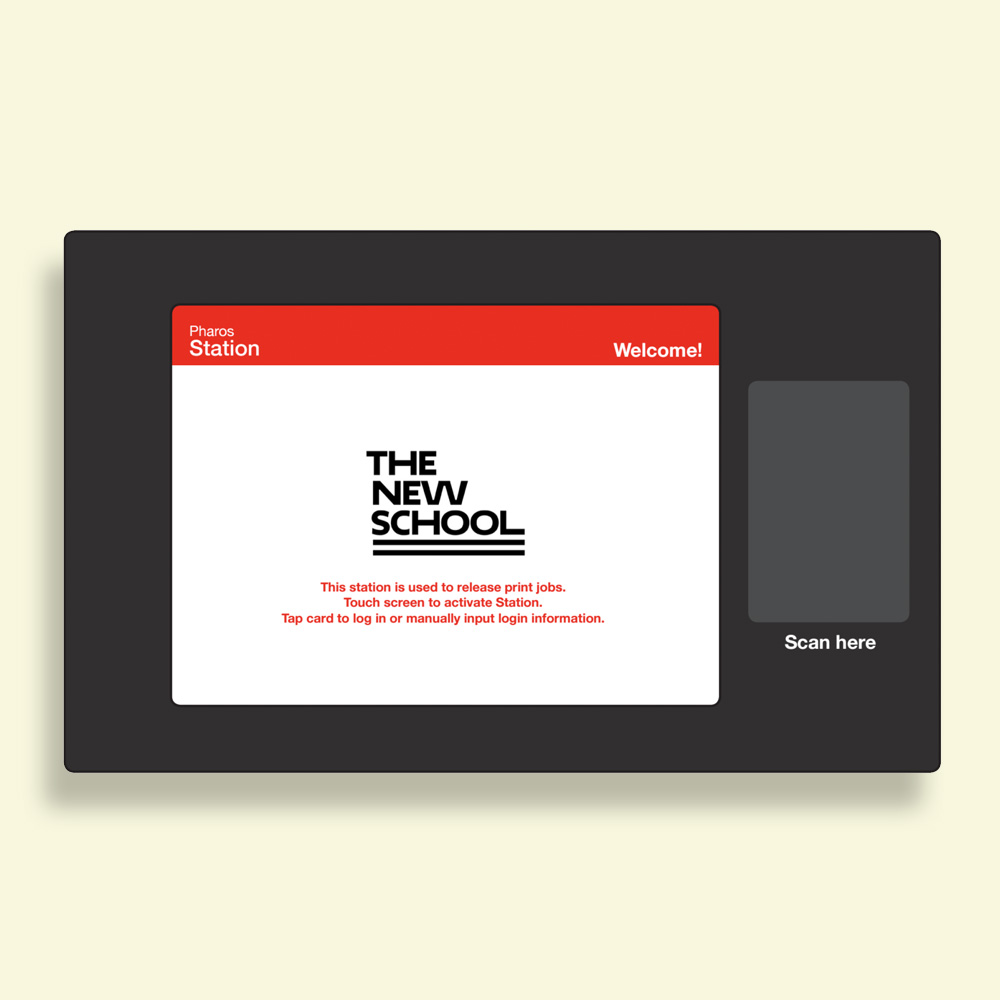 Pharos
Station
Welcome!
THE
NEW
SCHOOL
This station is used to release print jobs.
Touch screen to activate Station.
Tap card to log in or manually input login information.
Scan here